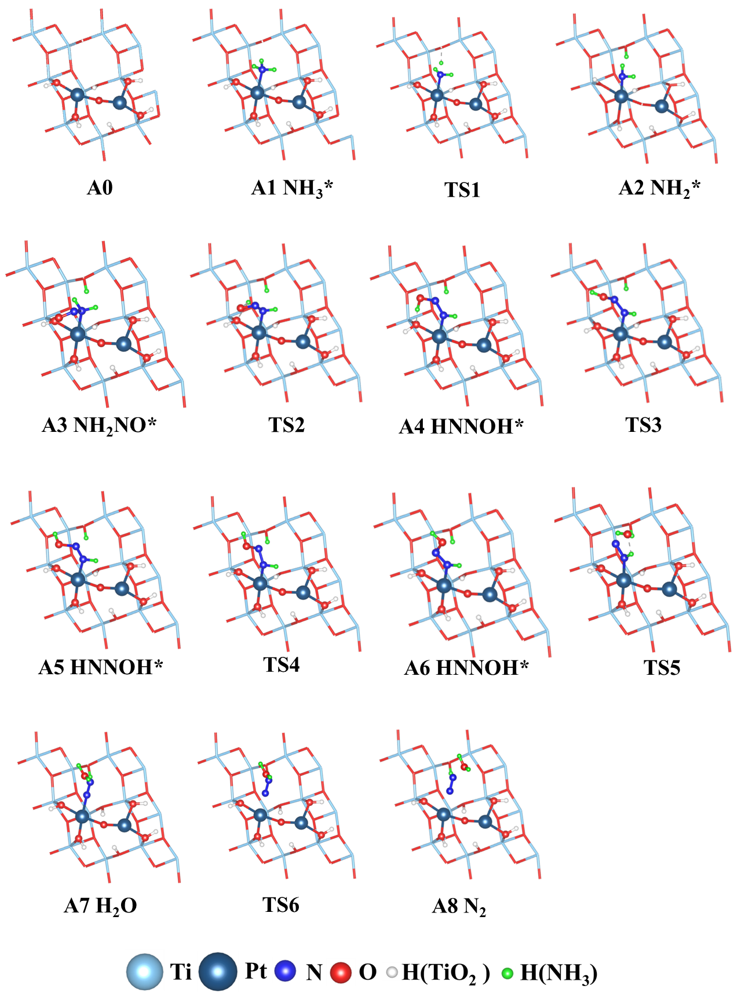 A0 A1 NH₃* TS1 A2 NH₂*
A3 NH₂NO* TS2 A4 HNNOH* TS3
A5 HNNOH* TS4 A6 HNNOH* TS5
A7 H₂O TS6 A8 N₂
Ti Pt N O H(TiO₂ ) H(NH₃)